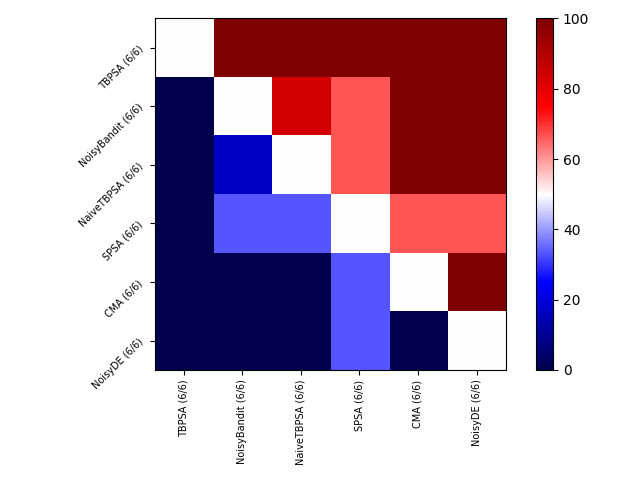 TBPSA (6/6)
NoisyBandit (6/6)
NaiveTBPSA (6/6)
SPSA (6/6)
CMA (6/6)
NoisyDE (6/6)
TBPSA (6/6)
NoisyBandit (6/6)
NaiveTBPSA (6/6)
SPSA (6/6)
CMA (6/6)
NoisyDE (6/6)
100
80
60
40
20
0